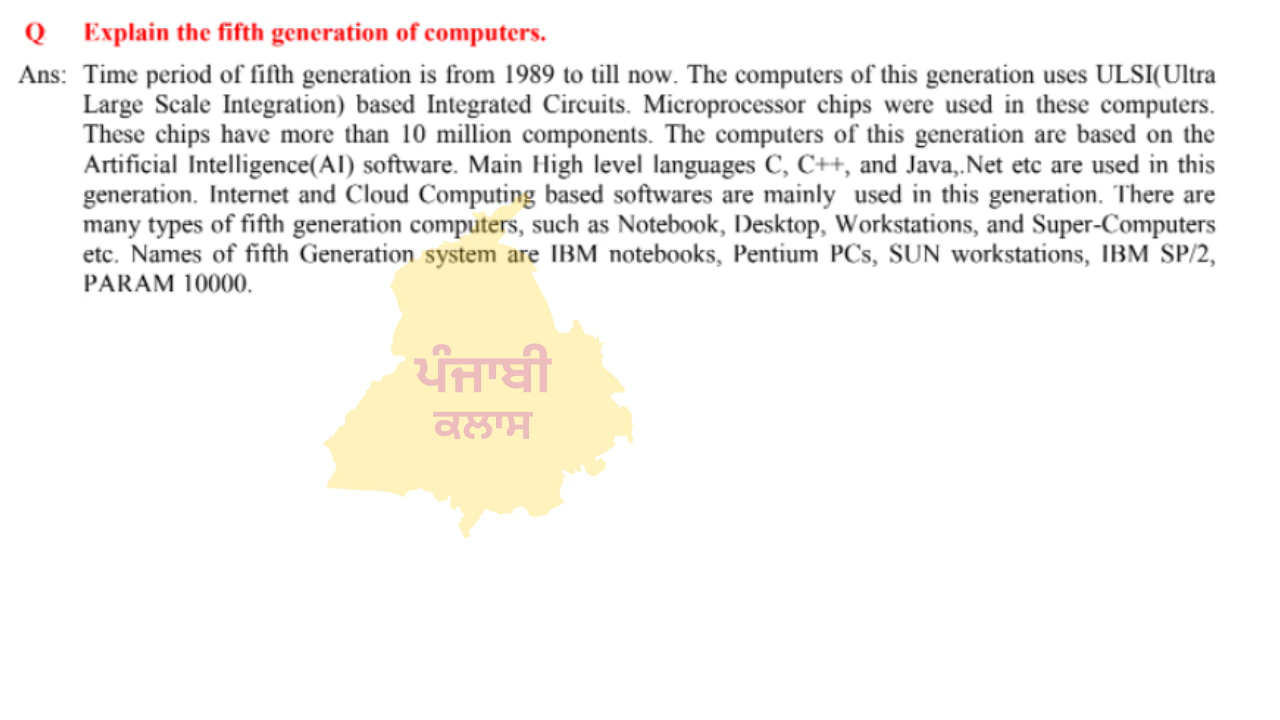 Q Explain the fifth generation of computers.
Ans: Time period of fifth generation is from 1989 to till now. The computers of this generation uses ULSI(Ultra
Large Scale Integration) based Integrated Circuits. Microprocessor chips were used in these computers.
These chips have more than 10 million components. The computers of this generation are based on the
Artificial Intelligence(AI) software. Main High level languages C, C++, and Java,.Net etc are used in this
generation. Internet and Cloud Computing based softwares are mainly used in this generation. There are
many types of fifth generation computers, such as Notebook, Desktop, Workstations, and Super-Computers
etc. Names of fifth Generation system are IBM notebooks, Pentium PCs, SUN workstations, IBM SP/2,
PARAM 10000.
ਪੰਜਾਬੀ
ਕਲਾਸ